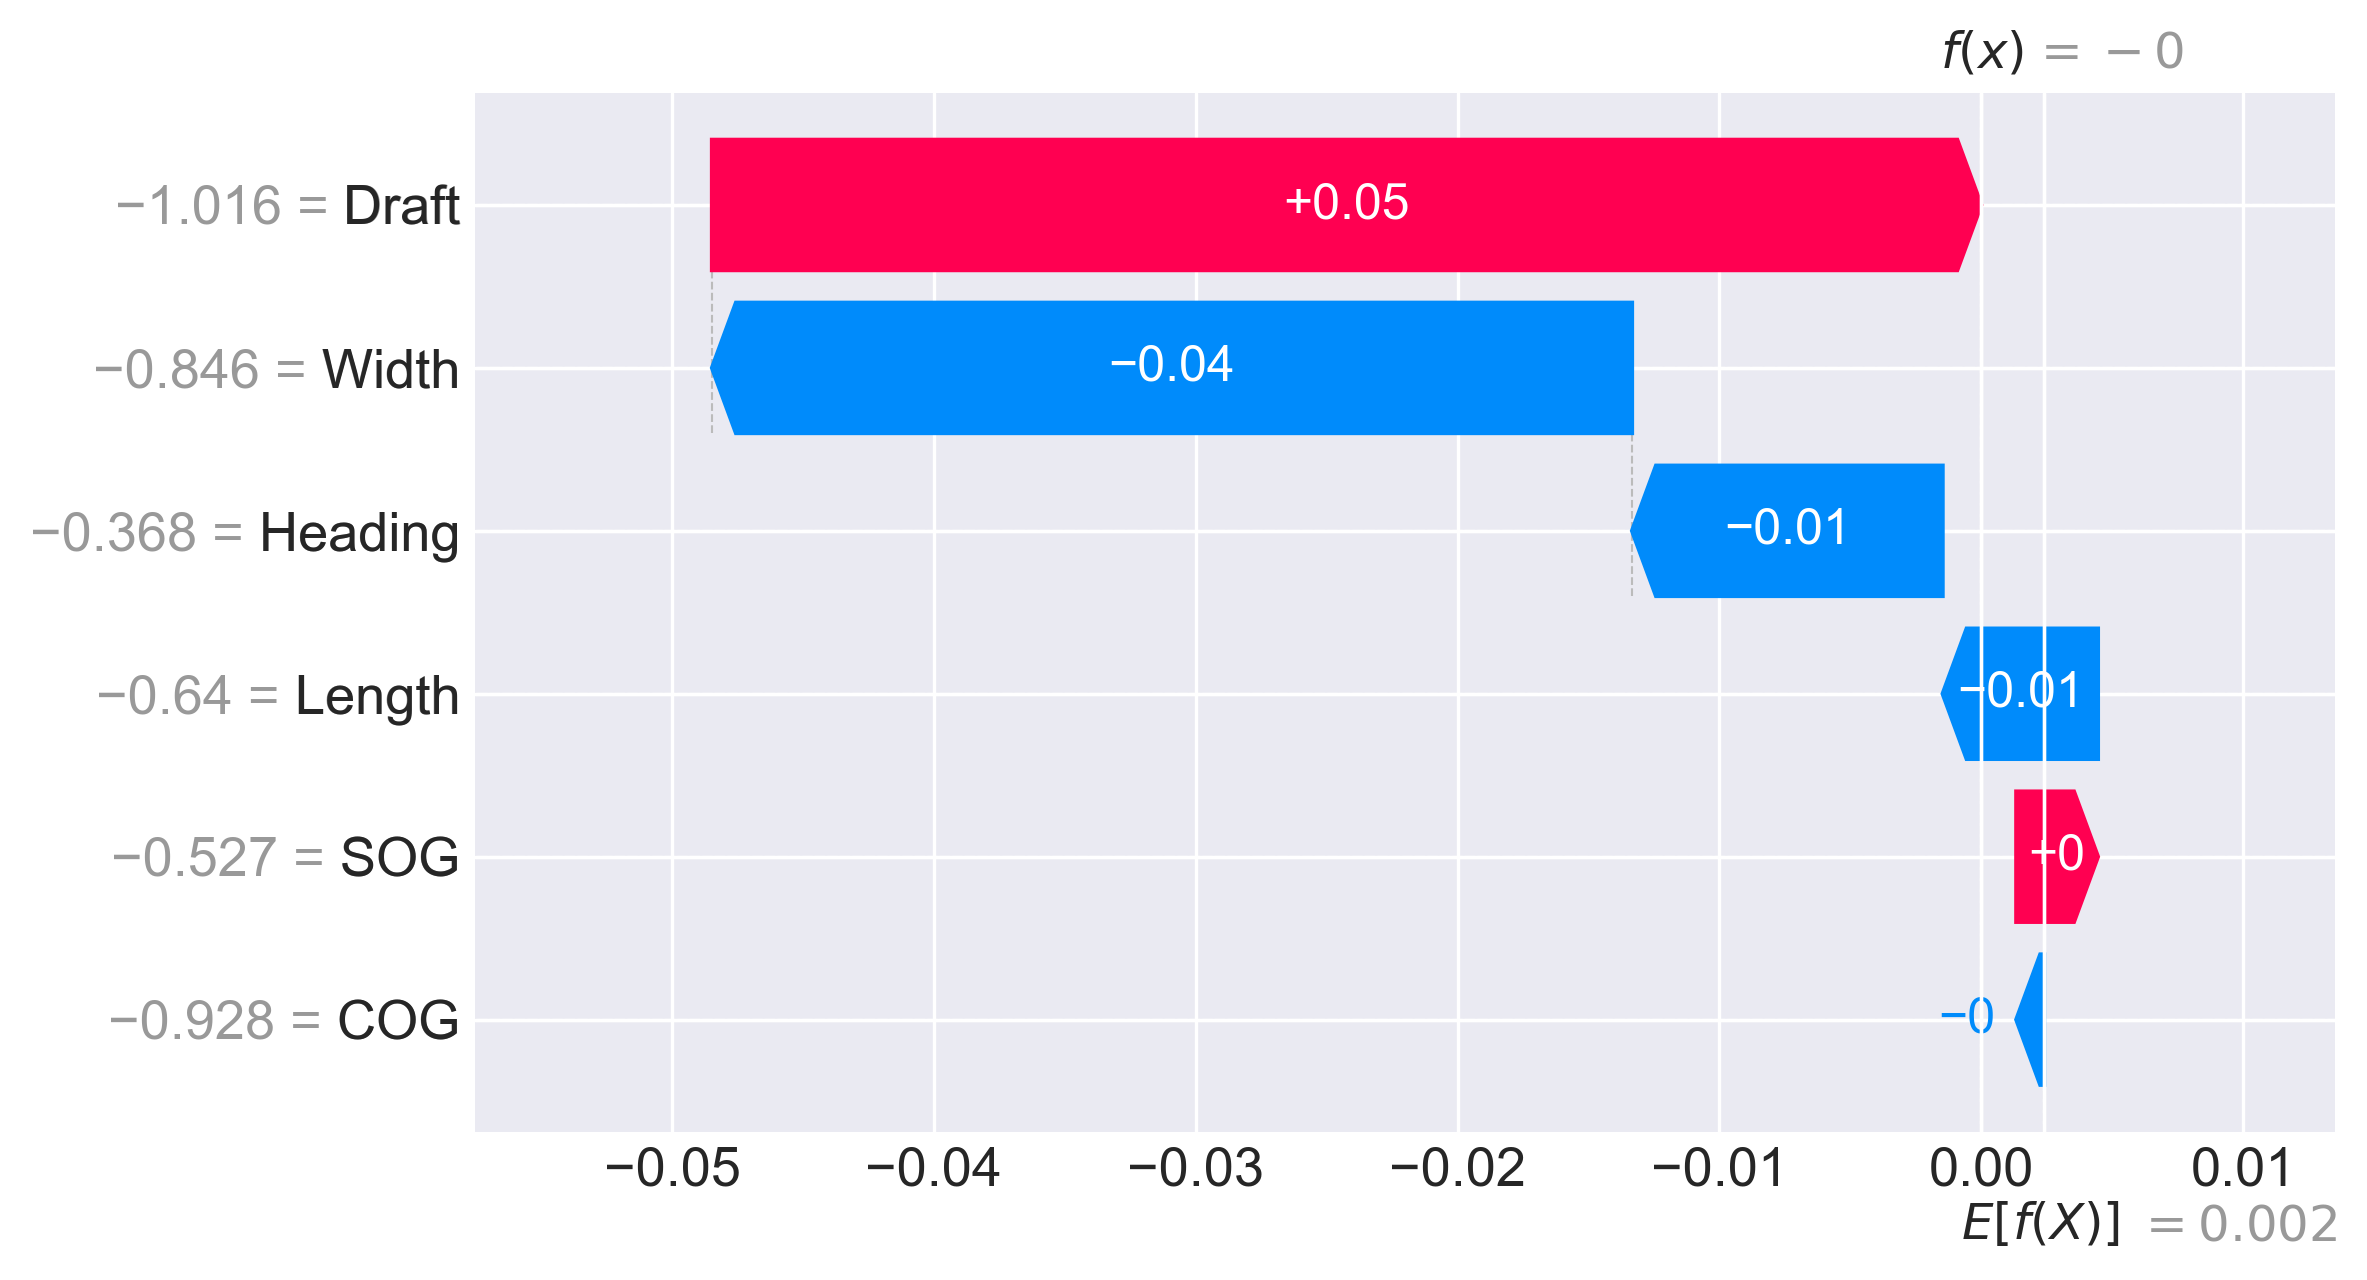 f(x) = −0
−1.016 = Draft
+0.05
−0.846 = Width
−0.04
−0.368 = Heading
−0.01
−0.64 = Length
−0.01
−0.527 = SOG
+0
−0.928 = COG
−0
−0.05 −0.04 −0.03 −0.02 −0.01 0.00 0.01
E[f(X)] = 0.002